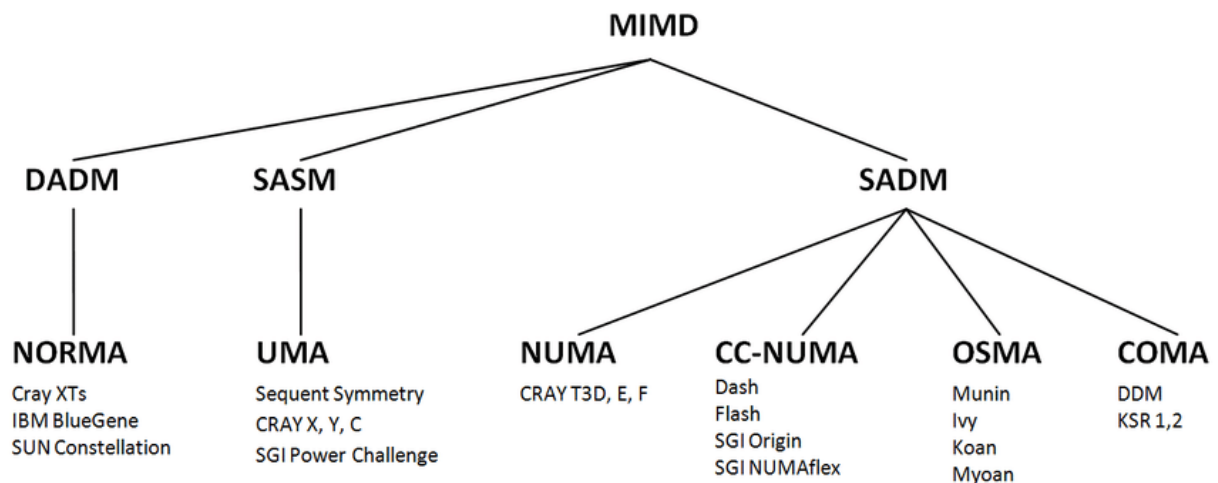 MIMD
DADM
SASM
SADM
NORMA
Cray XTs
IBM BlueGene
SUN Constellation
UMA
Sequent Symmetry
CRAY X, Y, C
SGI Power Challenge
NUMA
CRAY T3D, E, F
CC-NUMA
Dash
Flash
SGI Origin
SGI NUMAflex
OSMA
Munin
Ivy
Koan
Myoan
COMA
DDM
KSR 1,2